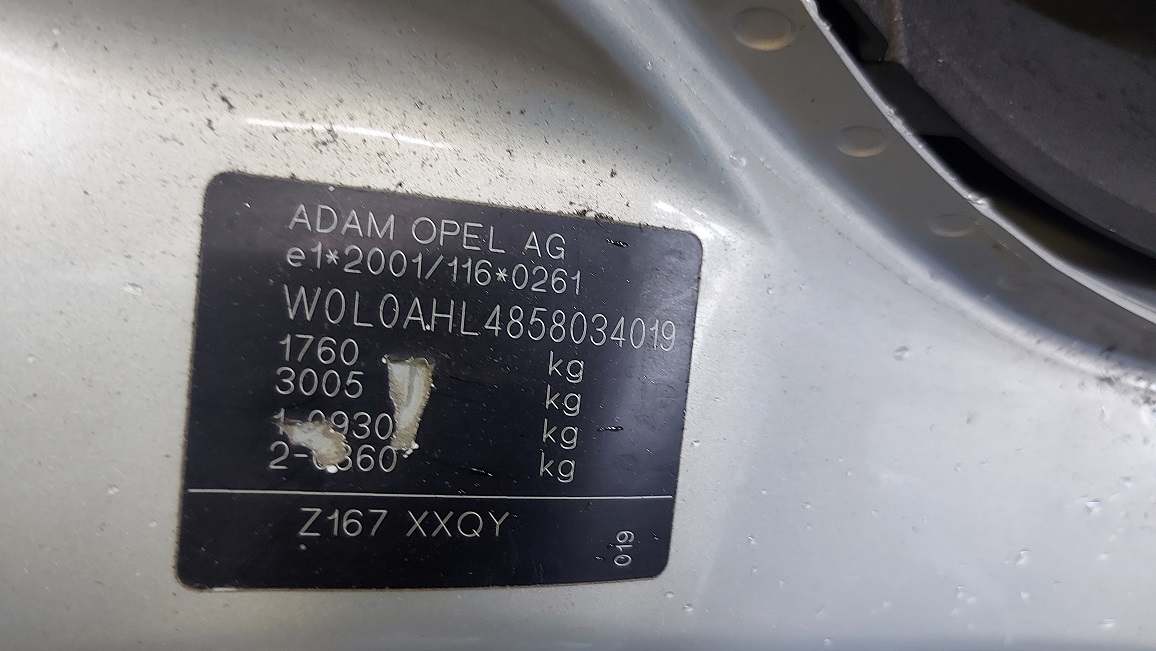 ADAM OPEL AG
e1*2001/116*0261
W0L0AHL4858034019
1760 kg
3005 kg
kg
kg
Z167 XXQY
019